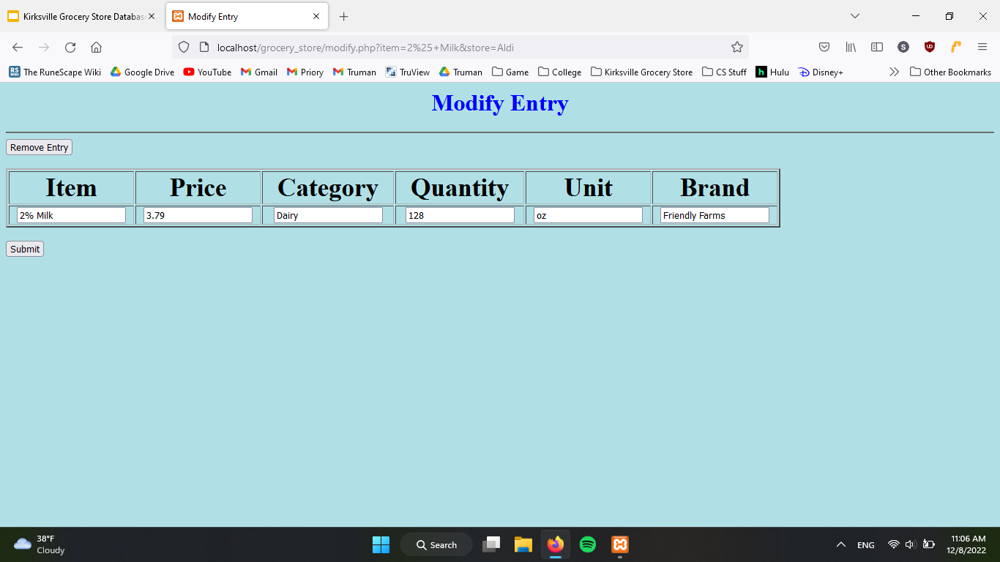 Kirksville Grocery Store Databas
Modify Entry
localhost/grocery_store/modify.php?item=2%25+Milk&store=Aldi
S
RS WIKI The RuneScape Wiki Google Drive YouTube Gmail Priory Truman TruView Truman Game College Kirksville Grocery Store CS Stuff h Hulu Disney+ Other Bookmarks
Modify Entry
Remove Entry
Item Price Category Quantity Unit Brand
2% Milk 3.79 Dairy 128 oz Friendly Farms
Submit
38°F
Cloudy
Search
ENG
11:06 AM
12/8/2022